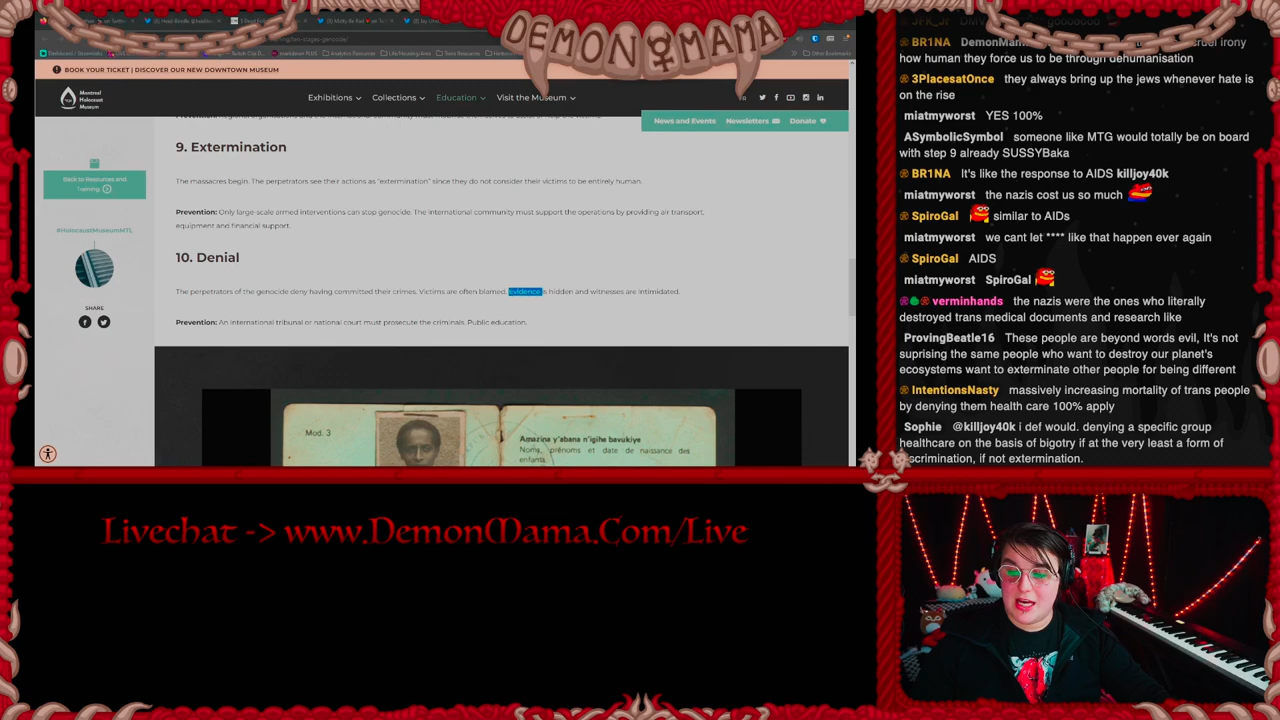 DEMON MAMA
BOOK YOUR TICKET | DISCOVER OUR NEW DOWNTOWN MUSEUM
Montreal
Holocaust
Museum
Exhibitions
Collections
Education
Visit the Museum
News and Events
Newsletters
Donate
Back to Resources and
Training
#HolocaustMuseumMTL
SHARE
9. Extermination
The massacres begin. The perpetrators see their actions as “extermination” since they do not consider their victims to be entirely human.
Prevention: Only large-scale armed interventions can stop genocide. The international community must support the operations by providing air transport,
equipment and financial support.
10. Denial
The perpetrators of the genocide deny having committed their crimes. Victims are often blamed, evidence is hidden and witnesses are intimidated.
Prevention: An international tribunal or national court must prosecute the criminals. Public education.
Mod. 3
Amazina y'abana n'igihe bavukiye
Noms, prénoms et date de naissance des
enfants.
Livechat -> www.DemonMama.Com/Live
BR1NA
how human they force us to be through dehumanisation
3PlacesatOnce they always bring up the jews whenever hate is
on the rise
miatmyworst YES 100%
ASymbolicSymbol someone like MTG would totally be on board
with step 9 already SUSSYBaka
BR1NA It's like the response to AIDS killjoy40k
miatmyworst the nazis cost us so much
SpiroGal similar to AIDs
miatmyworst we cant let **** like that happen ever again
SpiroGal AIDS
miatmyworst SpiroGal
verminhands the nazis were the ones who literally
destroyed trans medical documents and research like
ProvingBeatle16 These people are beyond words evil, It's not
suprising the same people who want to destroy our planet's
ecosystems want to exterminate other people for being different
IntentionsNasty massively increasing mortality of trans people
by denying them health care 100% apply
Sophie @killjoy40k i def would. denying a specific group
healthcare on the basis of bigotry if at the very least a form of
scrimination, if not extermination.